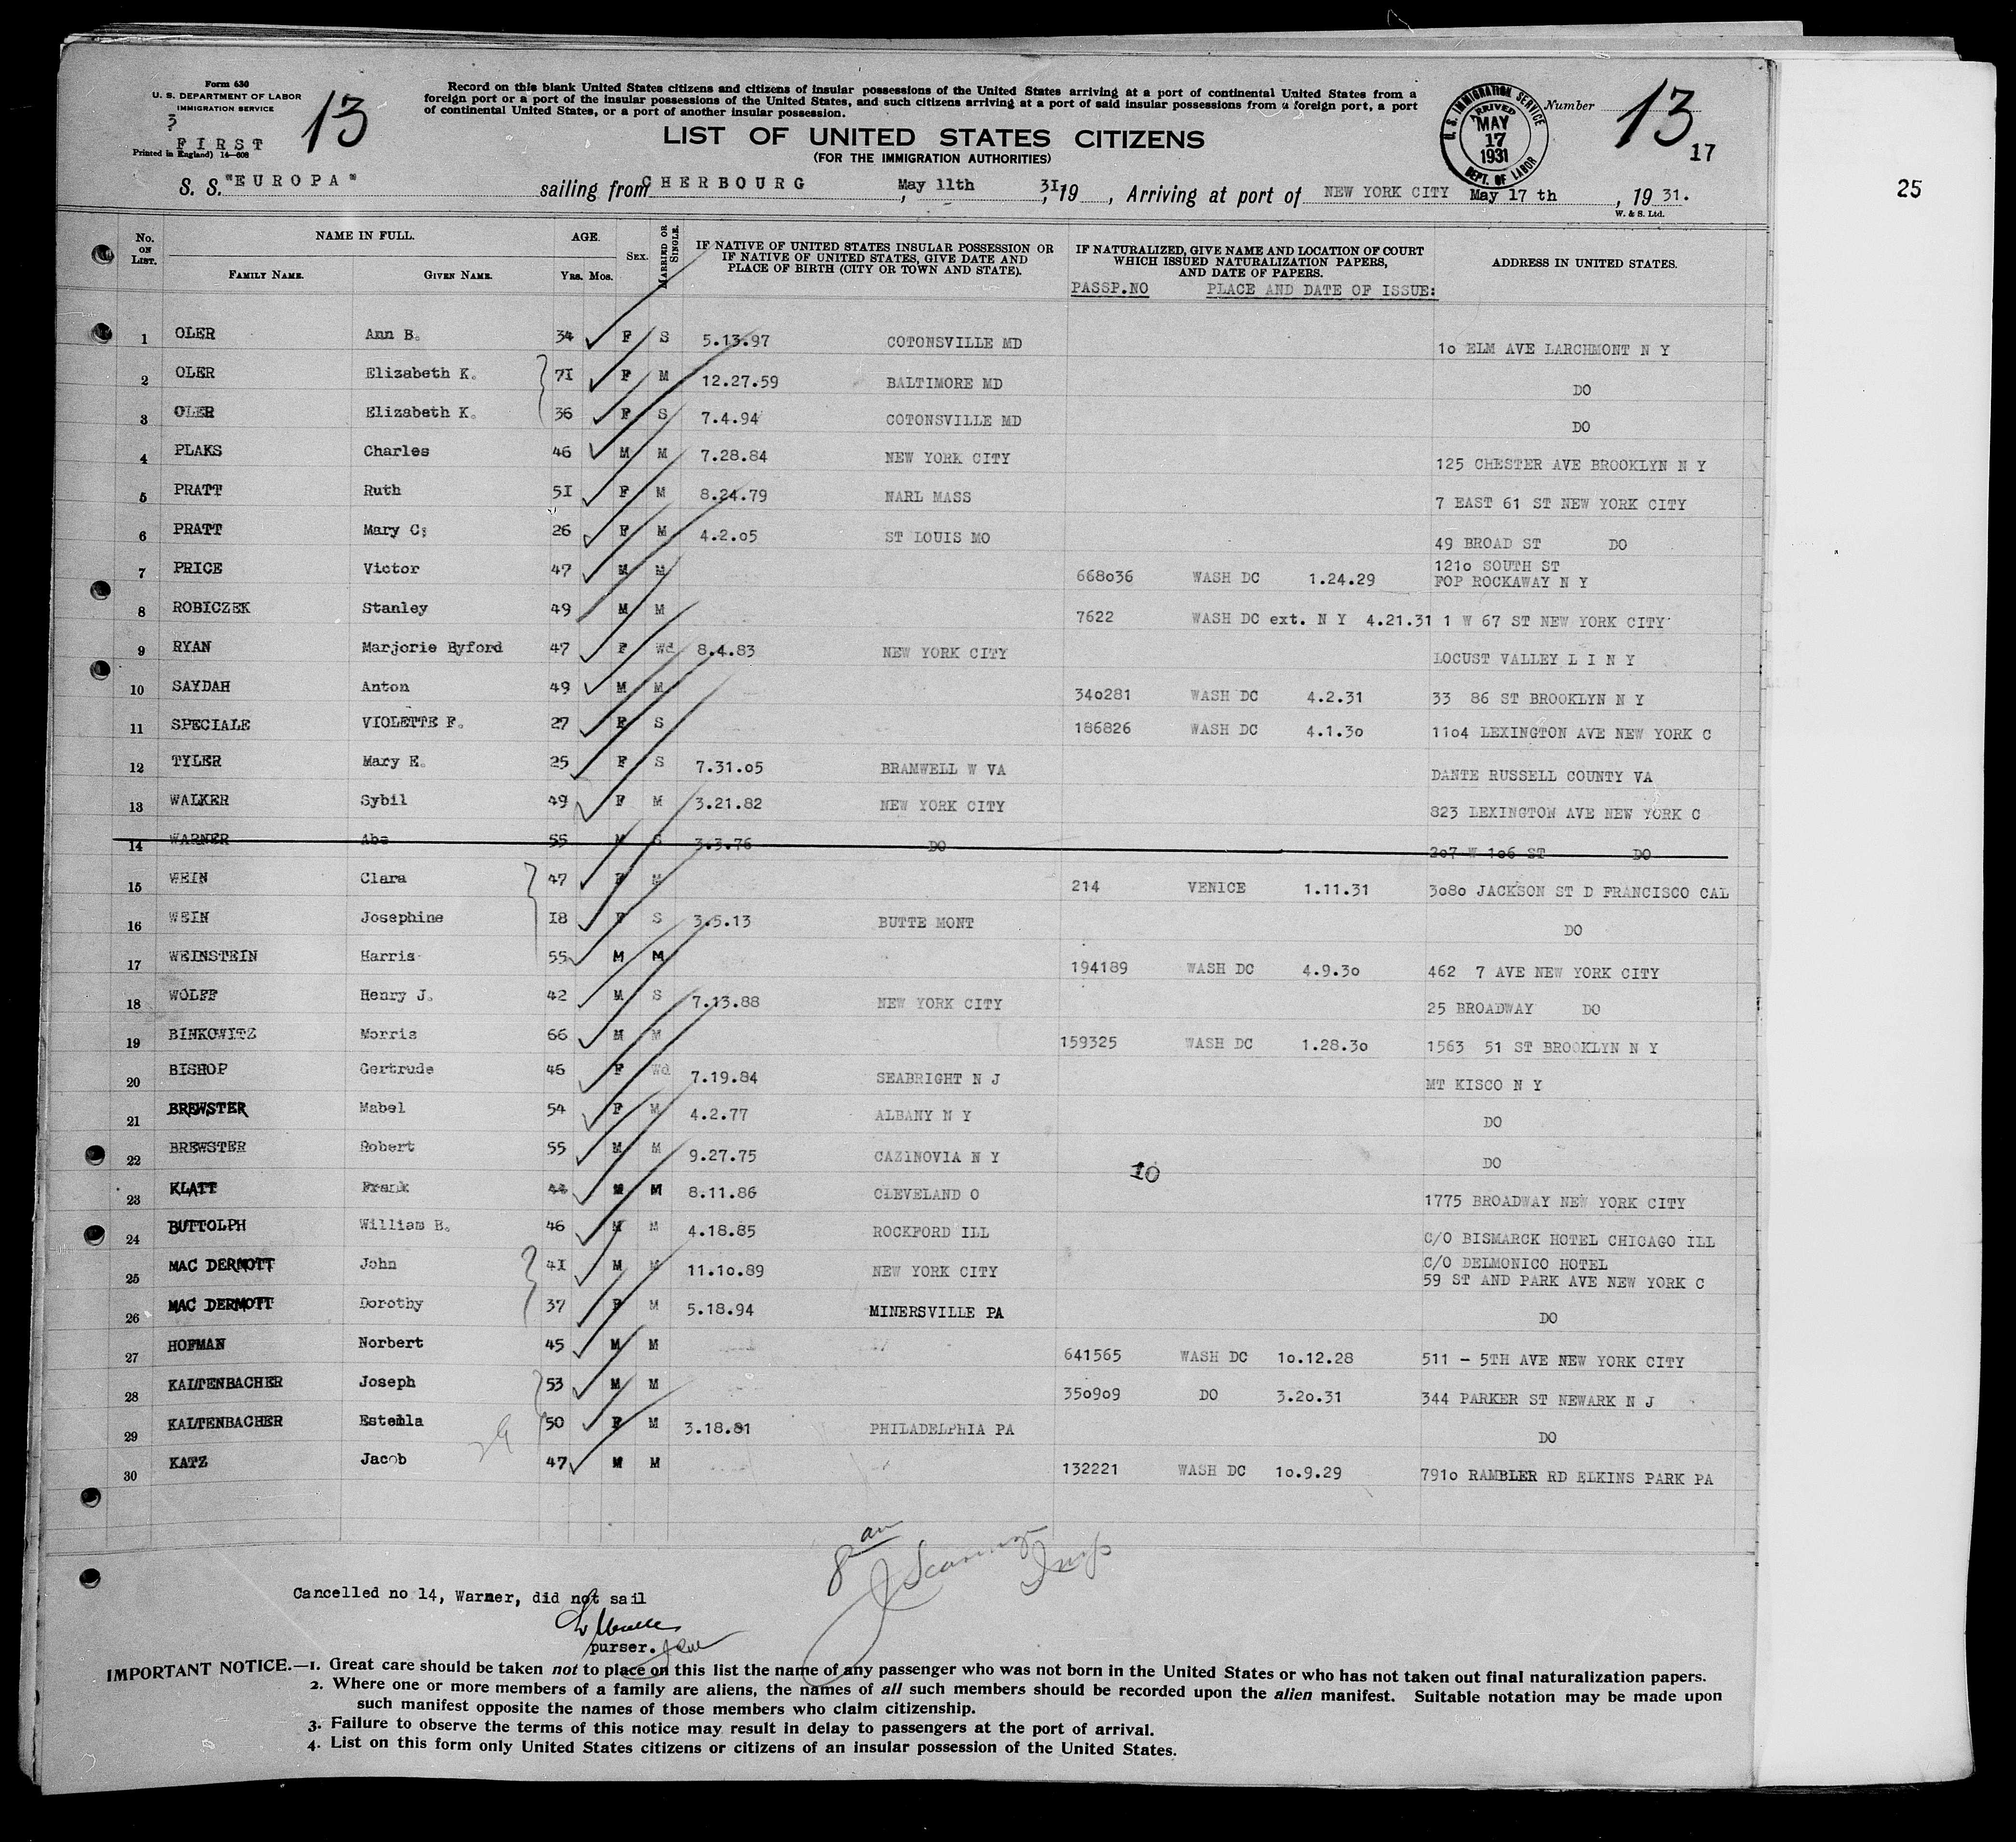 Form 630
U. S. DEPARTMENT OF LABOR
IMMIGRATION SERVICE
3
FIRST
Printed in England) 14—608
13
Record on this blank United States citizens and citizens of insular possessions of the United States arriving at a port of continental United States from a
foreign port or a port of the insular possessions of the United States, and such citizens arriving at a port of said insular possessions from a foreign port, a port
of continental United States, or a port of another insular possession.
LIST OF UNITED STATES CITIZENS
(FOR THE IMMIGRATION AUTHORITIES)
U. S. IMMIGRATION SERVICE
ARRIVED
MAY
17
1931
DEPT. OF LABOR
Number 13
17
25
S. S. "EUROPA" sailing from CHERBOURG, May 11th 31, 19 , Arriving at port of NEW YORK CITY May 17 th, 19 31.
W. & S. Ltd.
No. ON LIST. NAME IN FULL. FAMILY NAME. GIVEN NAME. AGE. Yrs. Mos. SEX. MARRIED OR SINGLE.
IF NATIVE OF UNITED STATES INSULAR POSSESSION OR
IF NATIVE OF UNITED STATES, GIVE DATE AND
PLACE OF BIRTH (CITY OR TOWN AND STATE).
IF NATURALIZED, GIVE NAME AND LOCATION OF COURT
WHICH ISSUED NATURALIZATION PAPERS,
AND DATE OF PAPERS.
PASSP.NO PLACE AND DATE OF ISSUE:
ADDRESS IN UNITED STATES.
1 OLER Ann B. 34 F S 5.13.97 COTONSVILLE MD 10 ELM AVE LARCHMONT N Y
2 OLER Elizabeth K. 71 F M 12.27.59 BALTIMORE MD DO
3 OLER Elizabeth K. 36 F S 7.4.94 COTONSVILLE MD DO
4 PLAKS Charles 46 M M 7.28.84 NEW YORK CITY 125 CHESTER AVE BROOKLYN N Y
5 PRATT Ruth 51 F M 8.24.79 NARL MASS 7 EAST 61 ST NEW YORK CITY
6 PRATT Mary C; 26 F M 4.2.05 ST LOUIS MO 49 BROAD ST DO
7 PRICE Victor 47 M M 668036 WASH DC 1.24.29 1210 SOUTH ST
FOP ROCKAWAY N Y
8 ROBICZEK Stanley 49 M M 7622 WASH DC ext. N Y 4.21.31 1 W 67 ST NEW YORK CITY
9 RYAN Marjorie Byford 47 F Wd 8.4.83 NEW YORK CITY LOCUST VALLEY L I N Y
10 SAYDAH Anton 49 M M 340281 WASH DC 4.2.31 33 86 ST BROOKLYN N Y
11 SPECIALE VIOLETTE F. 27 F S 186826 WASH DC 4.1.30 1104 LEXINGTON AVE NEW YORK C
12 TYLER Mary E. 25 F S 7.31.05 BRAMWELL W VA DANTE RUSSELL COUNTY VA
13 WALKER Sybil 49 F M 3.21.82 NEW YORK CITY 823 LEXINGTON AVE NEW YORK C
14 WARNER Abe 55 M S 3.3.76 DO 207 W 106 ST DO
15 WEIN Clara 47 F M 214 VENICE 1.11.31 3080 JACKSON ST D FRANCISCO CAL
16 WEIN Josephine 18 F S 3.5.13 BUTTE MONT DO
17 WEINSTEIN Harris 55 M M 194189 WASH DC 4.9.30 462 7 AVE NEW YORK CITY
18 WOLFF Henry J. 42 M S 7.13.88 NEW YORK CITY 25 BROADWAY DO
19 BINKOWITZ Morris 66 M M 159325 WASH DC 1.28.30 1563 51 ST BROOKLYN N Y
20 BISHOP Gertrude 46 F Wd 7.19.84 SEABRIGHT N J MT KISCO N Y
21 BREWSTER Mabel 54 F M 4.2.77 ALBANY N Y DO
22 BREWSTER Robert 55 M M 9.27.75 CAZINOVIA N Y DO
10
23 KLATT Frank 44 M M 8.11.86 CLEVELAND O 1775 BROADWAY NEW YORK CITY
24 BUTTOLPH William B. 46 M M 4.18.85 ROCKFORD ILL C/O BISMARCK HOTEL CHICAGO ILL
25 MAC DERMOTT John 41 M M 11.10.89 NEW YORK CITY C/O DELMONICO HOTEL
59 ST AND PARK AVE NEW YORK C
26 MAC DERMOTT Dorothy 37 F M 5.18.94 MINERSVILLE PA DO
27 HOFMAN Norbert 45 M M 641565 WASH DC 10.12.28 511 - 5TH AVE NEW YORK CITY
28 KALTENBACHER Joseph 53 M M 350909 DO 3.20.31 344 PARKER ST NEWARK N J
29 KALTENBACHER Estella 50 F M 3.18.81 PHILADELPHIA PA DO
29
30 KATZ Jacob 47 M M 132221 WASH DC 10.9.29 7910 RAMBLER RD ELKINS PARK PA
8 am
Insp
Cancelled no 14, Warner, did not sail
purser.
IMPORTANT NOTICE.—1. Great care should be taken not to place on this list the name of any passenger who was not born in the United States or who has not taken out final naturalization papers.
2. Where one or more members of a family are aliens, the names of all such members should be recorded upon the alien manifest. Suitable notation may be made upon
such manifest opposite the names of those members who claim citizenship.
3. Failure to observe the terms of this notice may result in delay to passengers at the port of arrival.
4. List on this form only United States citizens or citizens of an insular possession of the United States.